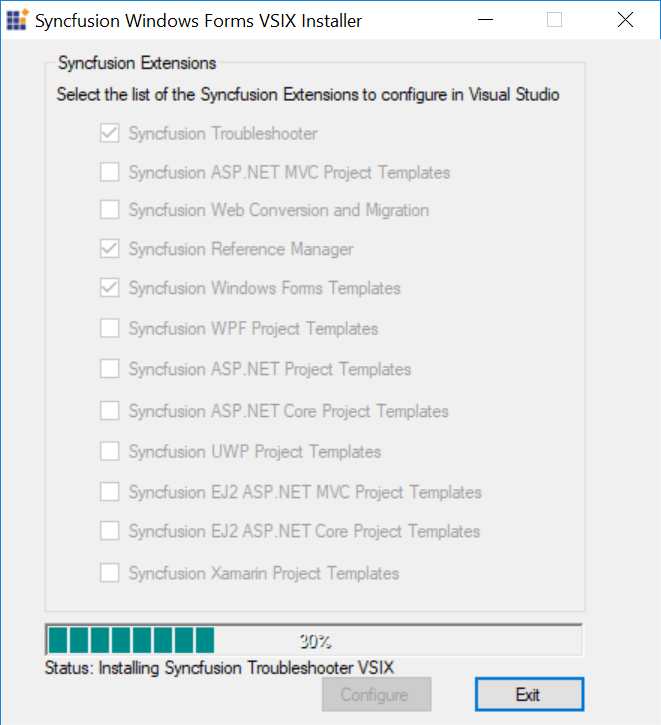 Syncfusion Windows Forms VSIX Installer
Syncfusion Extensions
Select the list of the Syncfusion Extensions to configure in Visual Studio
Syncfusion Troubleshooter
Syncfusion ASP.NET MVC Project Templates
Syncfusion Web Conversion and Migration
Syncfusion Reference Manager
Syncfusion Windows Forms Templates
Syncfusion WPF Project Templates
Syncfusion ASP.NET Project Templates
Syncfusion ASP.NET Core Project Templates
Syncfusion UWP Project Templates
Syncfusion EJ2 ASP.NET MVC Project Templates
Syncfusion EJ2 ASP.NET Core Project Templates
Syncfusion Xamarin Project Templates
30%
Status: Installing Syncfusion Troubleshooter VSIX
Configure
Exit